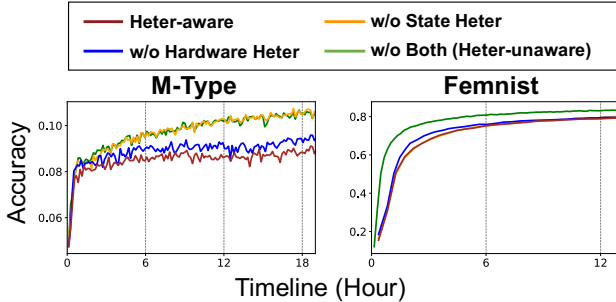 Heter-aware
w/o State Heter
w/o Hardware Heter
w/o Both (Heter-unaware)
M-Type
Femnist
Accuracy
0.10
0.08
0.06
0
6
12
18
0.8
0.6
0.4
0.2
0
6
12
Timeline (Hour)